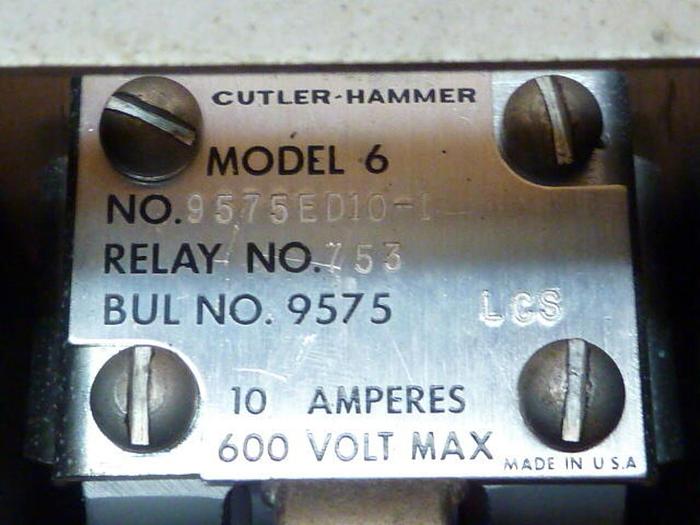 CUTLER-HAMMER
MODEL 6
NO. 9575ED10-1
RELAY NO. 753
BUL NO. 9575 LCS
10 AMPERES
600 VOLT MAX
MADE IN U.S.A